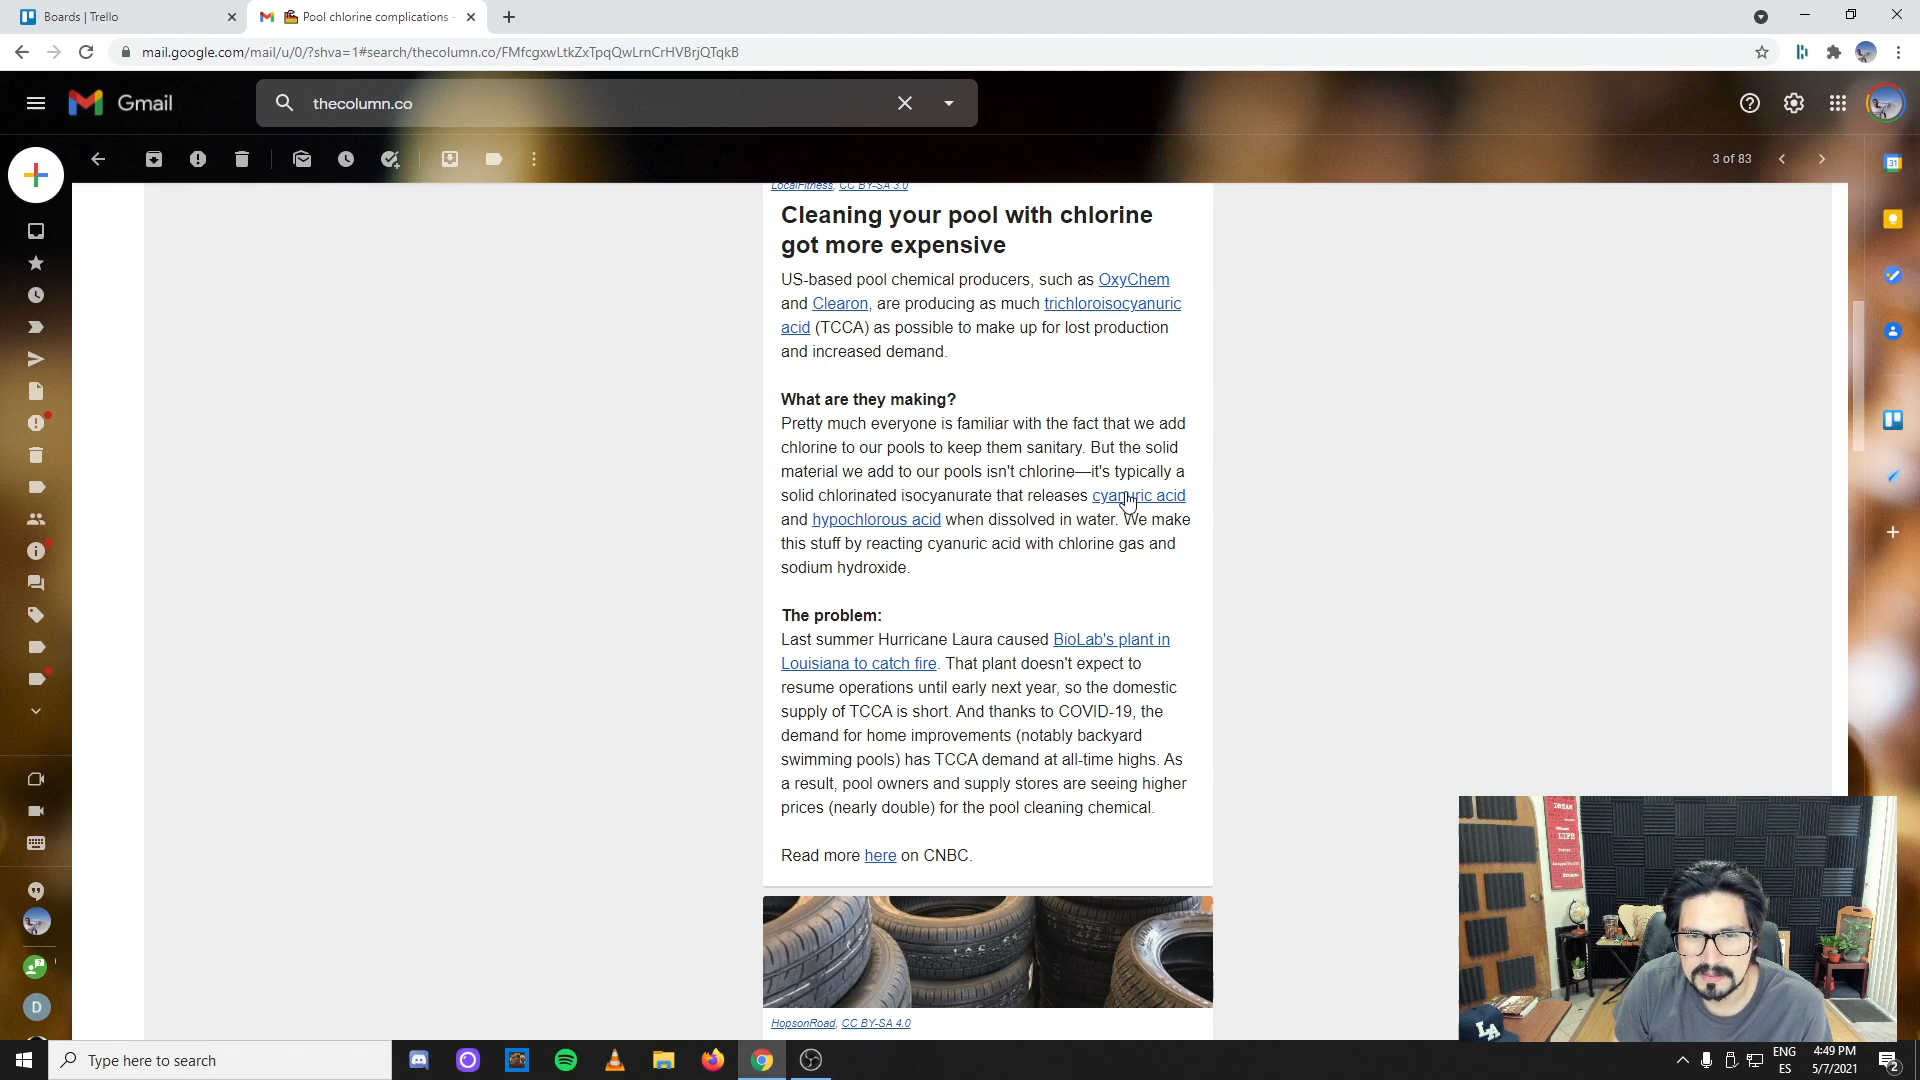 Boards | Trello
Pool chlorine complications -
mail.google.com/mail/u/0/?shva=1#search/thecolumn.co/FMfcgxwLtkZxTpqQwLrnCrHVBrjQTqkB
Gmail
thecolumn.co
3 of 83
31
LocalFitness, CC BY-SA 3.0
Cleaning your pool with chlorine
got more expensive
US-based pool chemical producers, such as OxyChem
and Clearon, are producing as much trichloroisocyanuric
acid (TCCA) as possible to make up for lost production
and increased demand.
What are they making?
Pretty much everyone is familiar with the fact that we add
chlorine to our pools to keep them sanitary. But the solid
material we add to our pools isn't chlorine—it's typically a
solid chlorinated isocyanurate that releases cyanuric acid
and hypochlorous acid when dissolved in water. We make
this stuff by reacting cyanuric acid with chlorine gas and
sodium hydroxide.
The problem:
Last summer Hurricane Laura caused BioLab's plant in
Louisiana to catch fire. That plant doesn't expect to
resume operations until early next year, so the domestic
supply of TCCA is short. And thanks to COVID-19, the
demand for home improvements (notably backyard
swimming pools) has TCCA demand at all-time highs. As
a result, pool owners and supply stores are seeing higher
prices (nearly double) for the pool cleaning chemical.
Read more here on CNBC.
HopsonRoad, CC BY-SA 4.0
D
DREAM
LIFE
LA
Type here to search
ENG
ES
4:49 PM
5/7/2021
2